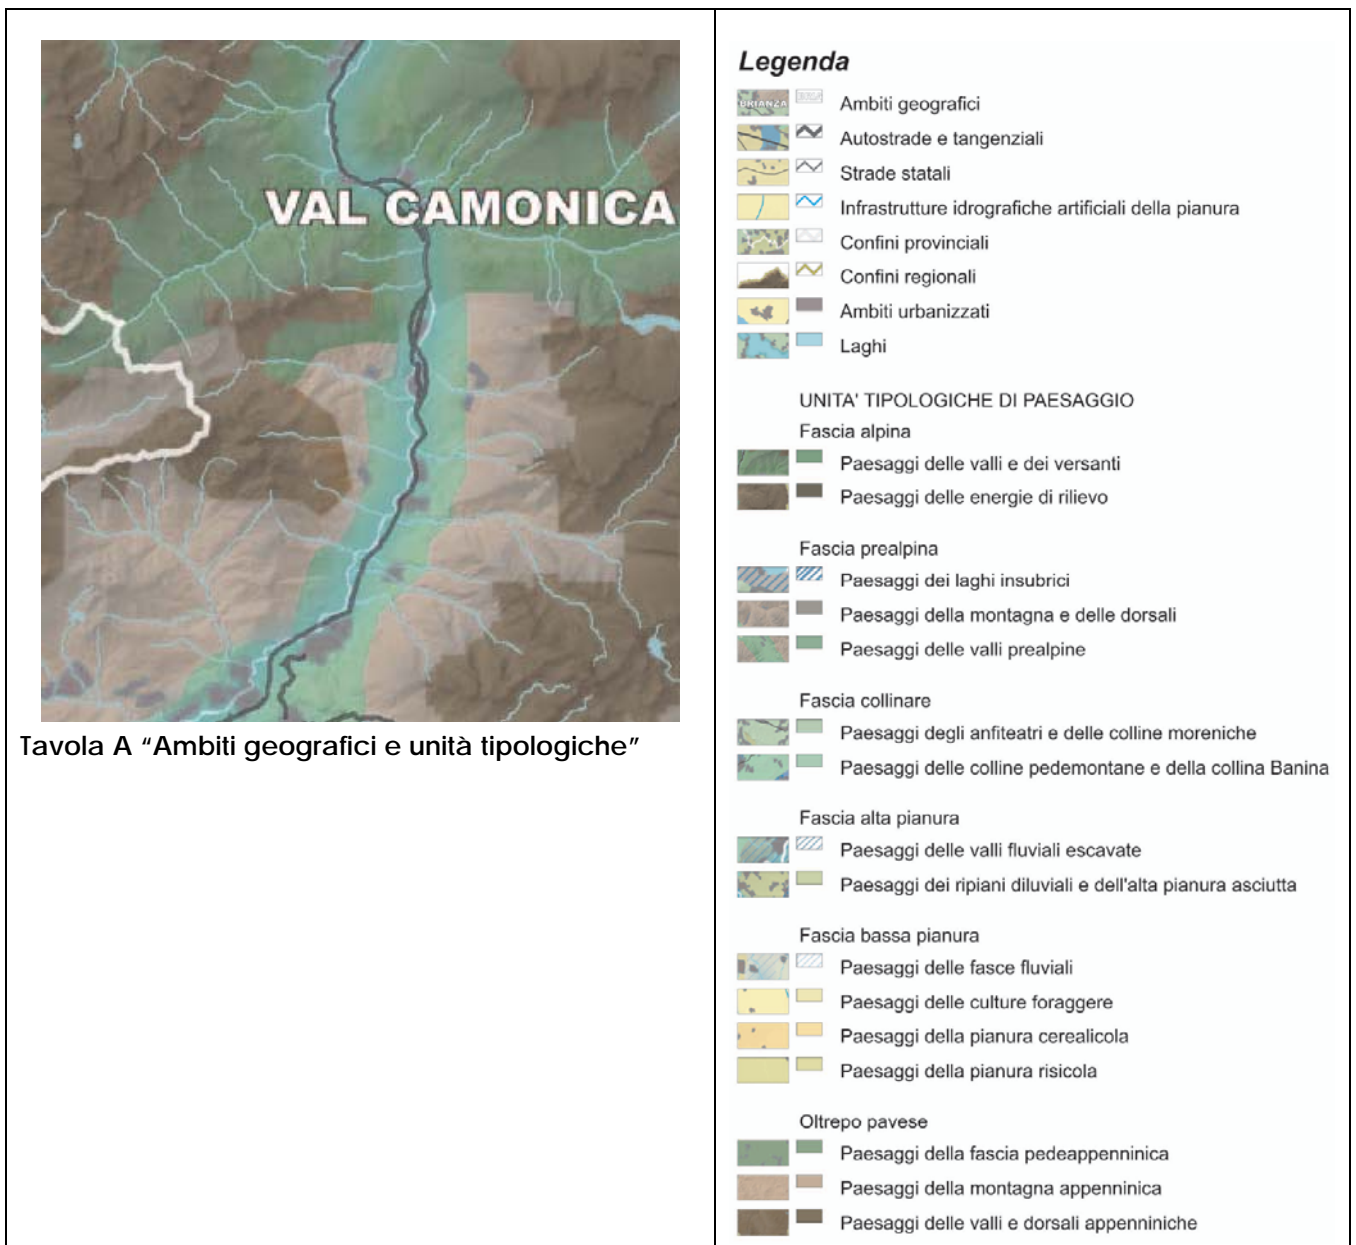 VAL CAMONICA
Tavola A “Ambiti geografici e unità tipologiche”
Legenda
BRIANZA
Ambiti geografici
Autostrade e tangenziali
Strade statali
Infrastrutture idrografiche artificiali della pianura
Confini provinciali
Confini regionali
Ambiti urbanizzati
Laghi
UNITA' TIPOLOGICHE DI PAESAGGIO
Fascia alpina
Paesaggi delle valli e dei versanti
Paesaggi delle energie di rilievo
Fascia prealpina
Paesaggi dei laghi insubrici
Paesaggi della montagna e delle dorsali
Paesaggi delle valli prealpine
Fascia collinare
Paesaggi degli anfiteatri e delle colline moreniche
Paesaggi delle colline pedemontane e della collina Banina
Fascia alta pianura
Paesaggi delle valli fluviali escavate
Paesaggi dei ripiani diluviali e dell'alta pianura asciutta
Fascia bassa pianura
Paesaggi delle fasce fluviali
Paesaggi delle culture foraggere
Paesaggi della pianura cerealicola
Paesaggi della pianura risicola
Oltrepo pavese
Paesaggi della fascia pedeappenninica
Paesaggi della montagna appenninica
Paesaggi delle valli e dorsali appenniniche